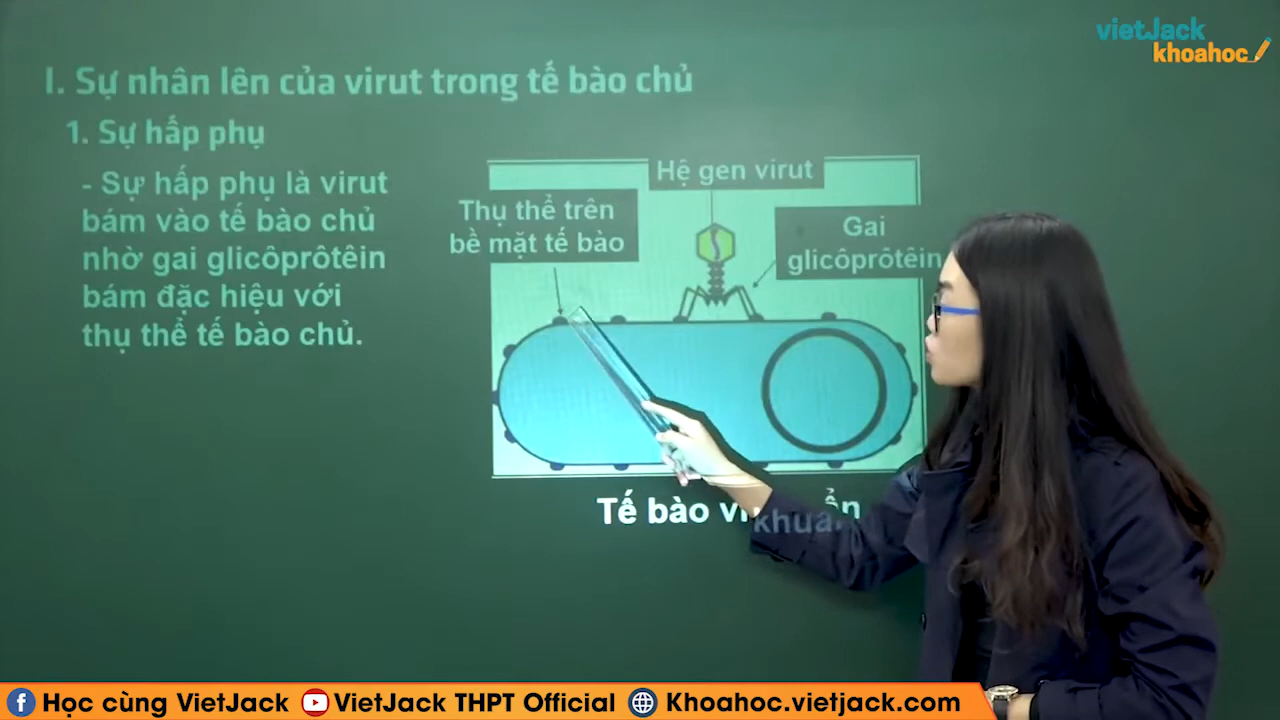 vietJack
khoahoc
I. Sự nhân lên của virut trong tế bào chủ
1. Sự hấp phụ
- Sự hấp phụ là virut
bám vào tế bào chủ
nhờ gai glicôprôtêin
bám đặc hiệu với
thụ thể tế bào chủ.
Hệ gen virut
Thụ thể trên
bề mặt tế bào
Gai
glicôprôtêin
Tế bào vi khuẩn
Học cùng VietJack
VietJack THPT Official
Khoahoc.vietjack.com